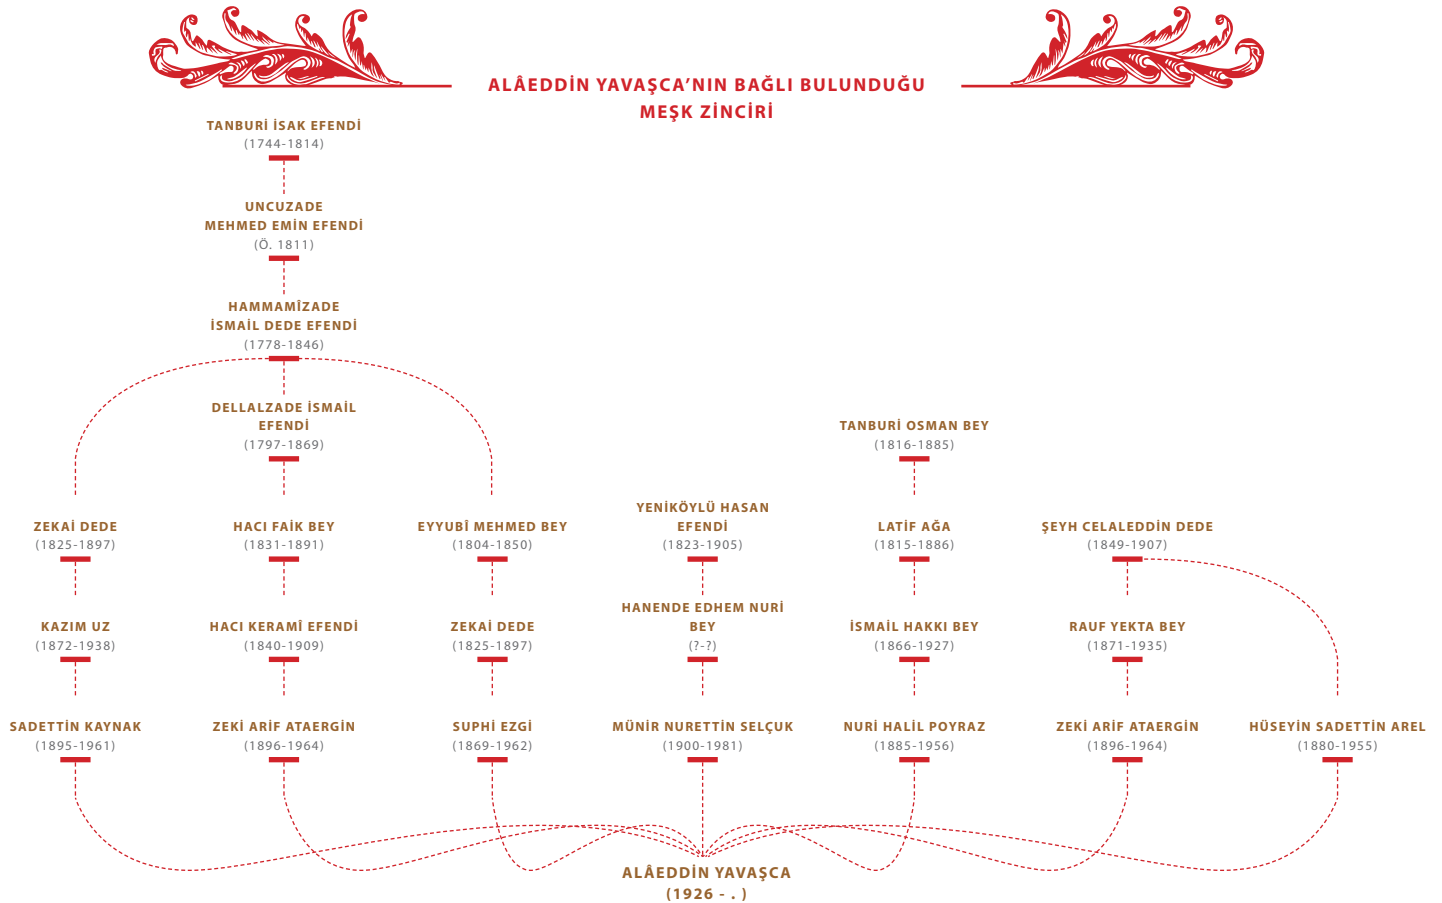 ALÂEDDİN YAVAŞCA'NIN BAĞLI BULUNDUĞU
MEŞK ZİNCİRİ
TANBURİ İSAK EFENDİ
(1744-1814)
UNCUZADE
MEHMED EMİN EFENDİ
(Ö. 1811)
HAMMAMÎZADE
İSMAİL DEDE EFENDİ
(1778-1846)
DELLALZADE İSMAİL
EFENDİ
(1797-1869)
TANBURİ OSMAN BEY
(1816-1885)
ZEKAİ DEDE
(1825-1897)
HACI FAİK BEY
(1831-1891)
EYYUBÎ MEHMED BEY
(1804-1850)
YENİKÖYLÜ HASAN
EFENDİ
(1823-1905)
LATİF AĞA
(1815-1886)
ŞEYH CELALEDDİN DEDE
(1849-1907)
KAZIM UZ
(1872-1938)
HACI KERAMÎ EFENDİ
(1840-1909)
ZEKAİ DEDE
(1825-1897)
HANENDE EDHEM NURİ
BEY
(?-?)
İSMAİL HAKKI BEY
(1866-1927)
RAUF YEKTA BEY
(1871-1935)
SADETTİN KAYNAK
(1895-1961)
ZEKİ ARİF ATAERGİN
(1896-1964)
SUPHİ EZGİ
(1869-1962)
MÜNİR NURETTİN SELÇUK
(1900-1981)
NURİ HALİL POYRAZ
(1885-1956)
ZEKİ ARİF ATAERGİN
(1896-1964)
HÜSEYİN SADETTİN AREL
(1880-1955)
ALÂEDDİN YAVAŞCA
(1926 - . )